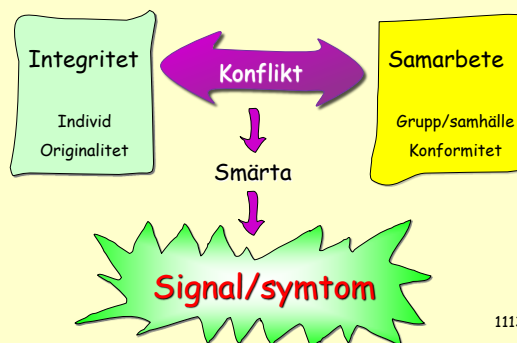 Integritet
Individ
Originalitet
Konflikt
Samarbete
Grupp/samhälle
Konformitet
Smärta
Signal/symtom